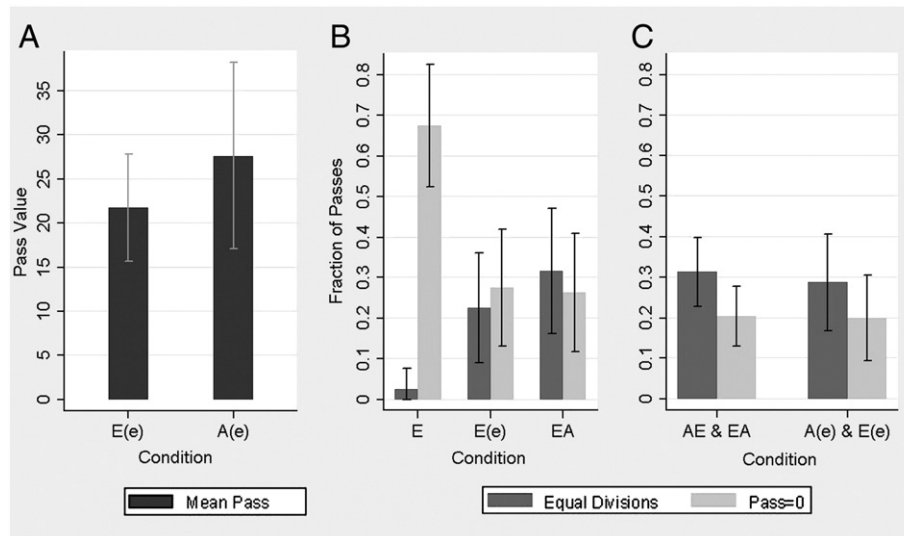 A
Pass Value
35
30
25
20
15
10
5
0
E(e) A(e)
Condition
Mean Pass
B
Fraction of Passes
0.8
0.7
0.6
0.5
0.4
0.3
0.2
0.1
0
E E(e) EA
Condition
C
0.8
0.7
0.6
0.5
0.4
0.3
0.2
0.1
0
AE & EA A(e) & E(e)
Condition
Equal Divisions Pass=0